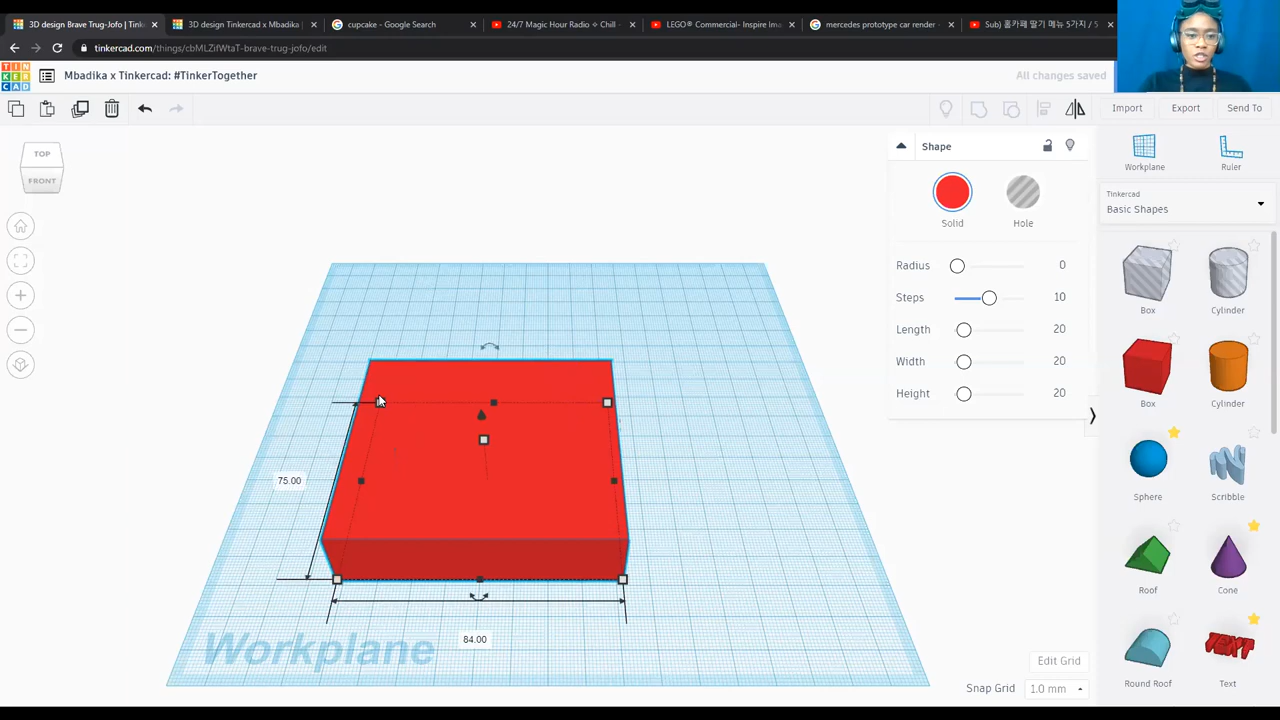 3D design Brave Trug-Jofo | Tink
3D design Tinkercad x Mbadika |
cupcake - Google Search
24/7 Magic Hour Radio ✧ Chill
LEGO® Commercial- Inspire Ima
mercedes prototype car render -
Sub) 홈카페 딸기 메뉴 5가지 / 5
tinkercad.com/things/cbMLZifWtaT-brave-trug-jofo/edit
TIN
KER
CAD
Mbadika x Tinkercad: #TinkerTogether
All changes saved
Import
Export
Send To
TOP
FRONT
Shape
Solid
Hole
Radius 0
Steps 10
Length 20
Width 20
Height 20
Workplane
Ruler
Tinkercad
Basic Shapes
Box
Cylinder
Box
Cylinder
Sphere
Scribble
Roof
Cone
TEXT
Round Roof
Text
75.00
84.00
Workplane
Edit Grid
Snap Grid 1.0 mm